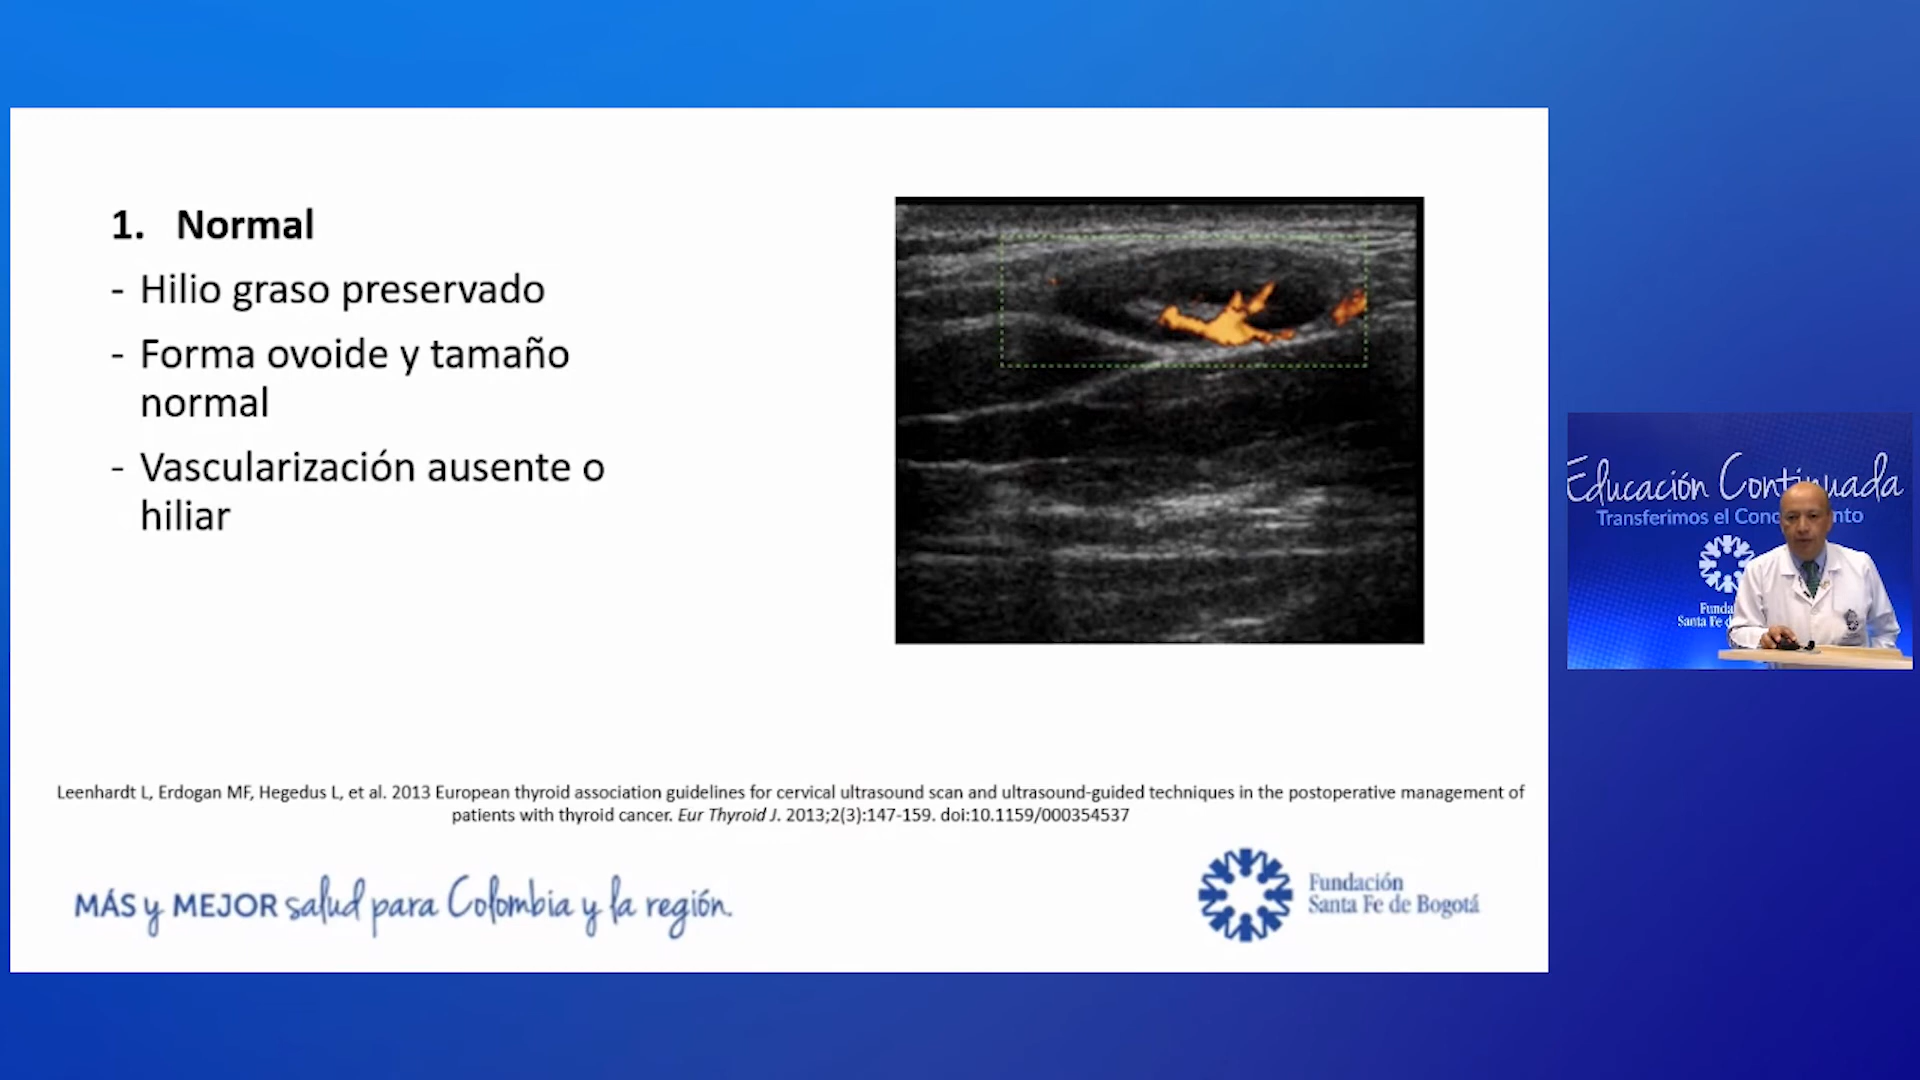 1. Normal
- Hilio graso preservado
- Forma ovoide y tamaño
normal
- Vascularización ausente o
hiliar
Leenhardt L, Erdogan MF, Hegedus L, et al. 2013 European thyroid association guidelines for cervical ultrasound scan and ultrasound-guided techniques in the postoperative management of
patients with thyroid cancer. Eur Thyroid J. 2013;2(3):147-159. doi:10.1159/000354537
MÁS y MEJOR salud para Colombia y la región.
Fundación
Santa Fe de Bogotá
Educación Continuada
Transferimos el
Santa Fe